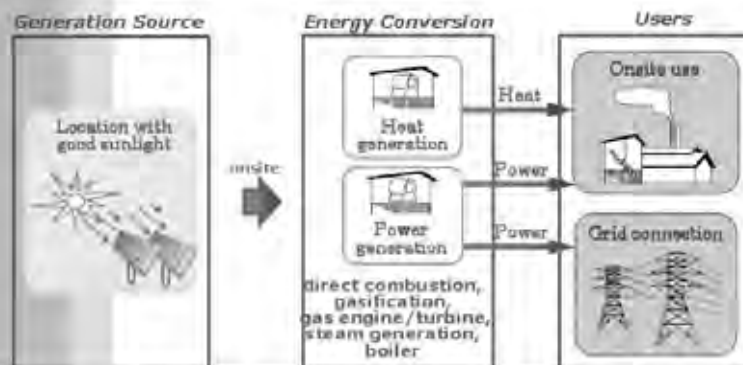 Generation Source
Location with
good sunlight
onsite
Energy Conversion
Heat
generation
Power
generation
direct combustion,
gasification,
gas engine/turbine,
steam generation,
boiler
Heat
Power
Power
Users
Onsite use
Grid connection